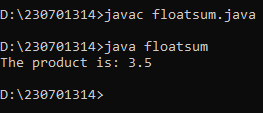 D:\230701314>javac floatsum.java
D:\230701314>java floatsum
The product is: 3.5
D:\230701314>